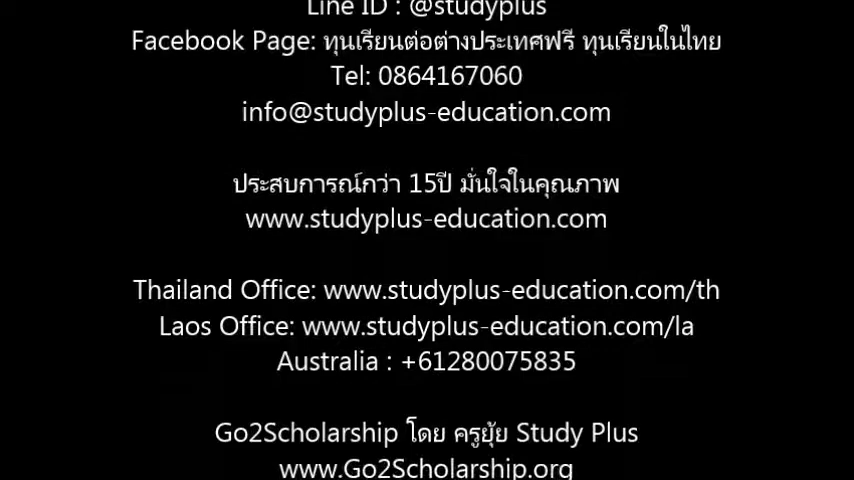 Line ID : @studyplus
Facebook Page: ทุนเรียนต่อต่างประเทศฟรี ทุนเรียนในไทย
Tel: 0864167060
info@studyplus-education.com
ประสบการณ์กว่า 15ปี มั่นใจในคุณภาพ
www.studyplus-education.com
Thailand Office: www.studyplus-education.com/th
Laos Office: www.studyplus-education.com/la
Australia : +61280075835
Go2Scholarship โดย ครูยุ้ย Study Plus
www.Go2Scholarship.org